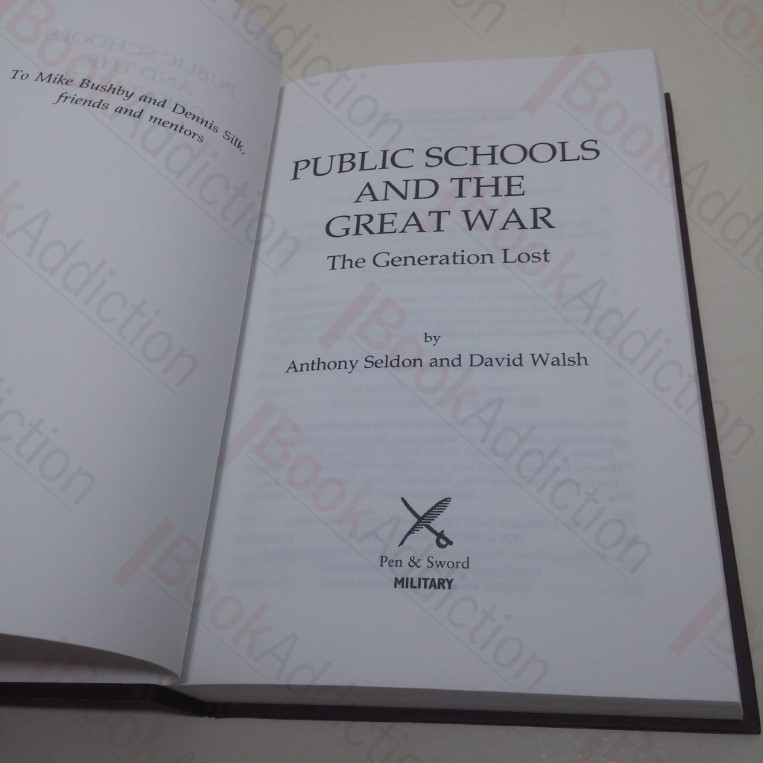 To Mike Bushby and Dennis Silk,
friends and mentors
PUBLIC SCHOOLS
AND THE
GREAT WAR
The Generation Lost
by
Anthony Seldon and David Walsh
Pen & Sword
MILITARY
BookAddiction